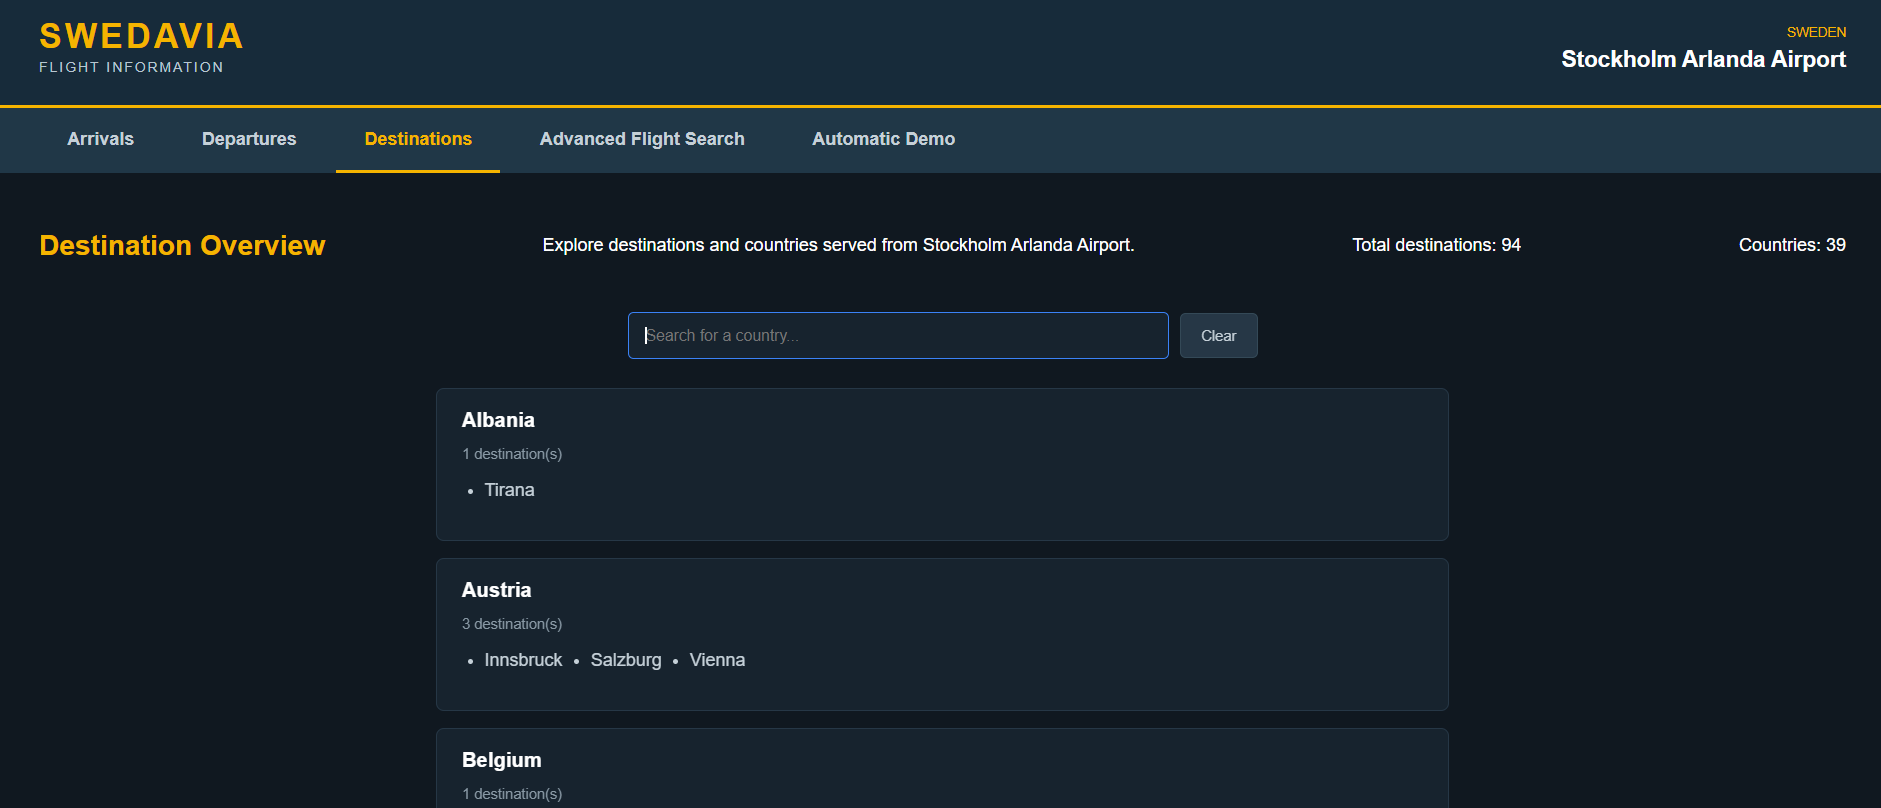 SWEDAVIA
FLIGHT INFORMATION
SWEDEN
Stockholm Arlanda Airport
Arrivals Departures Destinations Advanced Flight Search Automatic Demo
Destination Overview Explore destinations and countries served from Stockholm Arlanda Airport. Total destinations: 94 Countries: 39
Search for a country... Clear
Albania
1 destination(s)
• Tirana
Austria
3 destination(s)
• Innsbruck • Salzburg • Vienna
Belgium
1 destination(s)